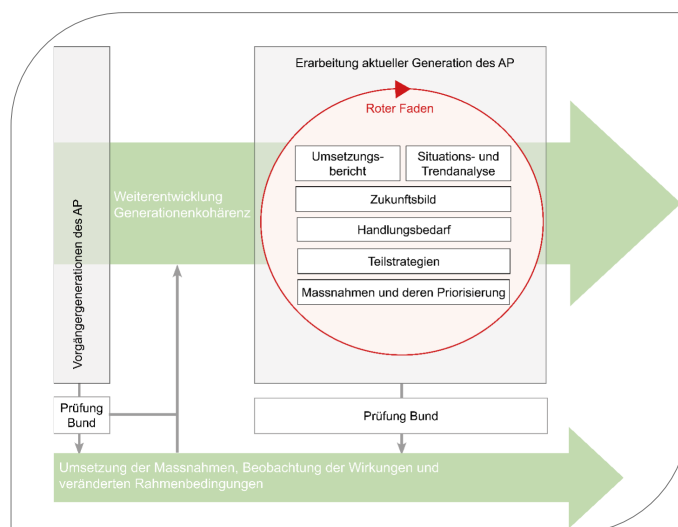 Erarbeitung aktueller Generation des AP
Roter Faden
Umsetzungs-
bericht
Situations- und
Trendanalyse
Zukunftsbild
Handlungsbedarf
Teilstrategien
Massnahmen und deren Priorisierung
Weiterentwicklung
Generationenkohärenz
Vorgängergenerationen des AP
Prüfung
Bund
Prüfung Bund
Umsetzung der Massnahmen, Beobachtung der Wirkungen und
veränderten Rahmenbedingungen